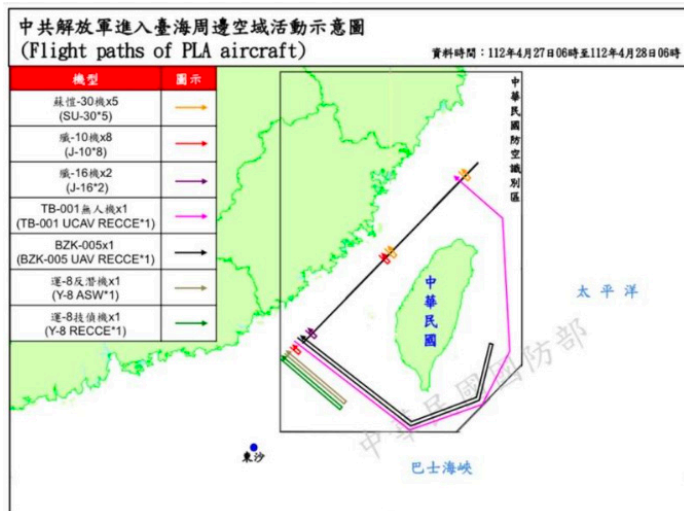 中共解放軍進入臺海周邊空域活動示意圖
(Flight paths of PLA aircraft)
資料時間：112年4月27日06時至112年4月28日06時
機型 圖示
蘇愷-30機x5
(SU-30*5)
殲-10機x8
(J-10*8)
殲-16機x2
(J-16*2)
TB-001無人機x1
(TB-001 UCAV RECCE*1)
BZK-005x1
(BZK-005 UAV RECCE*1)
運-8反潛機x1
(Y-8 ASW*1)
運-8技偵機x1
(Y-8 RECCE*1)
中華民國防空識別區
中華民國
太平洋
中華民國國防部
東沙
巴士海峽